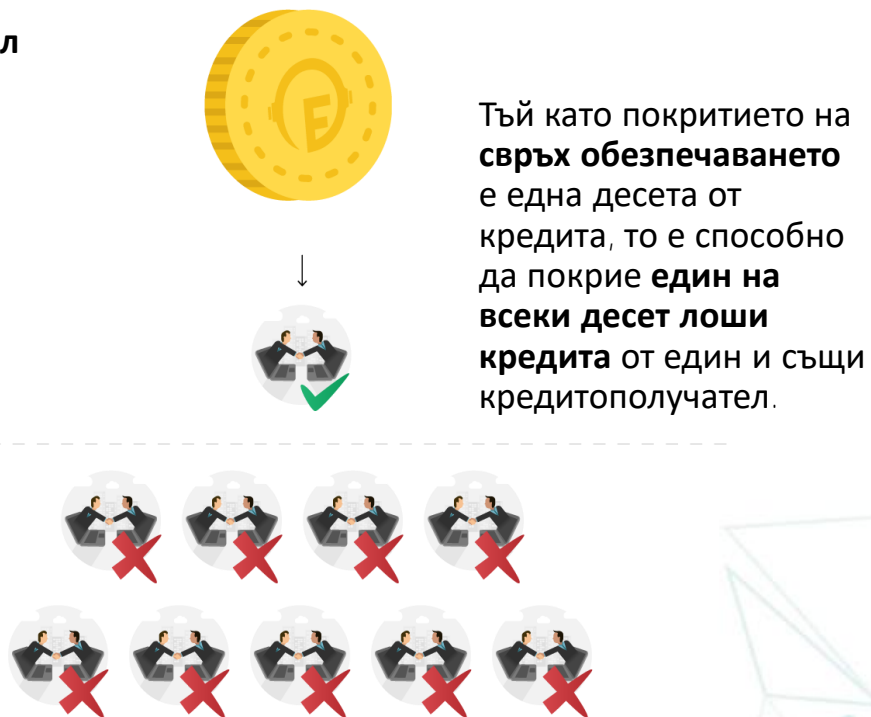 л
Тъй като покритието на
свръх обезпечаването
е една десета от
кредита, то е способно
да покрие един на
всеки десет лоши
кредита от един и същи
кредитополучател.